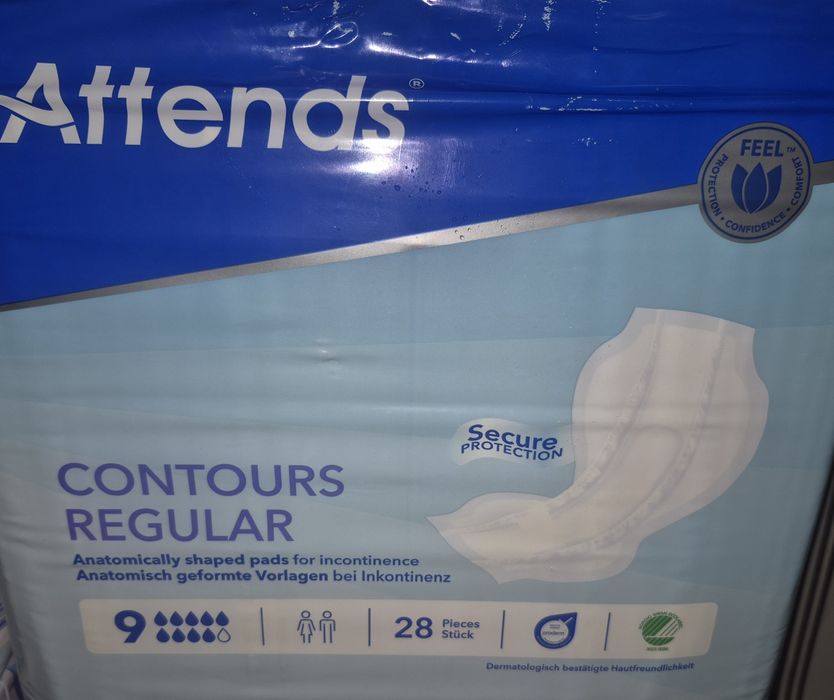 Attends®
FEEL™
PROTECTION • CONFIDENCE • COMFORT
Secure
PROTECTION
CONTOURS
REGULAR
Anatomically shaped pads for incontinence
Anatomisch geformte Vorlagen bei Inkontinenz
9
28 Pieces
Stück
Dermatologisch bestätigte Hautfreundlichkeit